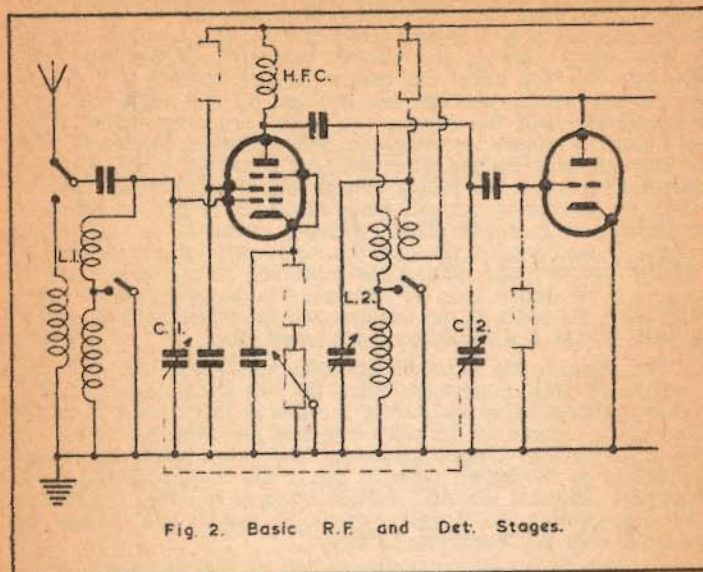 H.F.C.
L.1.
C.1.
L.2.
C.2.
Fig. 2. Basic R.F. and Det. Stages.